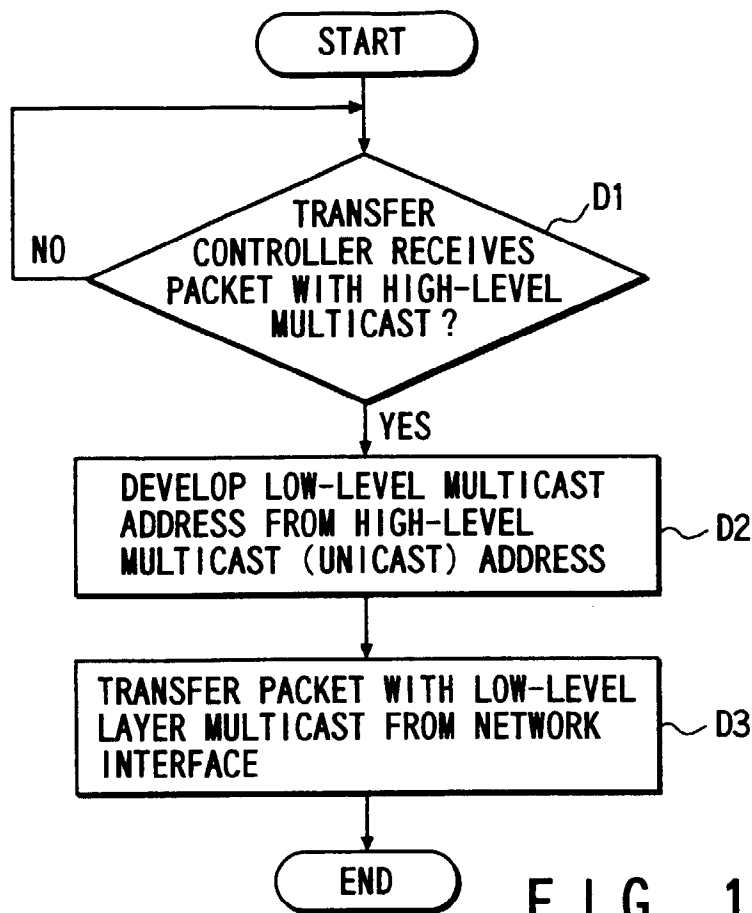 START
TRANSFER
CONTROLLER RECEIVES
PACKET WITH HIGH-LEVEL
MULTICAST ?
D1
NO
YES
DEVELOP LOW-LEVEL MULTICAST
ADDRESS FROM HIGH-LEVEL
MULTICAST (UNICAST) ADDRESS
D2
TRANSFER PACKET WITH LOW-LEVEL
LAYER MULTICAST FROM NETWORK
INTERFACE
D3
END
FIG. 1